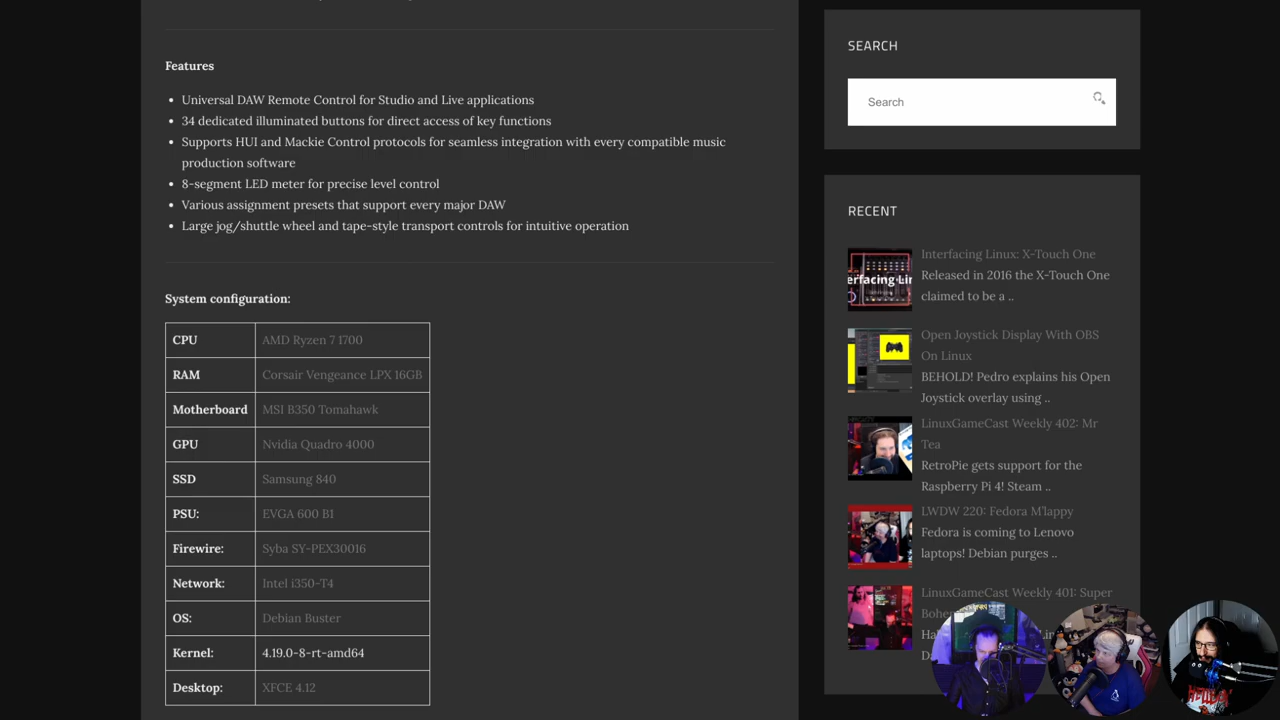 Features
Universal DAW Remote Control for Studio and Live applications
34 dedicated illuminated buttons for direct access of key functions
Supports HUI and Mackie Control protocols for seamless integration with every compatible music
production software
8-segment LED meter for precise level control
Various assignment presets that support every major DAW
Large jog/shuttle wheel and tape-style transport controls for intuitive operation
System configuration:
CPU AMD Ryzen 7 1700
RAM Corsair Vengeance LPX 16GB
Motherboard MSI B350 Tomahawk
GPU Nvidia Quadro 4000
SSD Samsung 840
PSU: EVGA 600 B1
Firewire: Syba SY-PEX30016
Network: Intel i350-T4
OS: Debian Buster
Kernel: 4.19.0-8-rt-amd64
Desktop: XFCE 4.12
SEARCH
Search
RECENT
erfacing Li
Interfacing Linux: X-Touch One
Released in 2016 the X-Touch One
claimed to be a ..
Open Joystick Display With OBS
On Linux
BEHOLD! Pedro explains his Open
Joystick overlay using ..
LinuxGameCast Weekly 402: Mr
Tea
RetroPie gets support for the
Raspberry Pi 4! Steam ..
LWDW 220: Fedora M'lappy
Fedora is coming to Lenovo
laptops! Debian purges ..
LinuxGameCast Weekly 401: Super